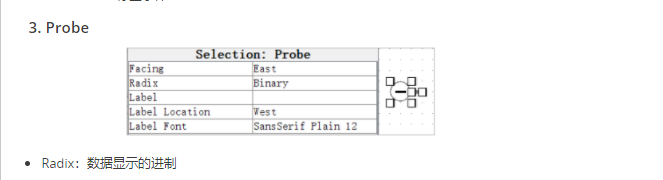 3. Probe
Selection: Probe
Facing East
Radix Binary
Label
Label Location West
Label Font SansSerif Plain 12
• Radix：数据显示的进制